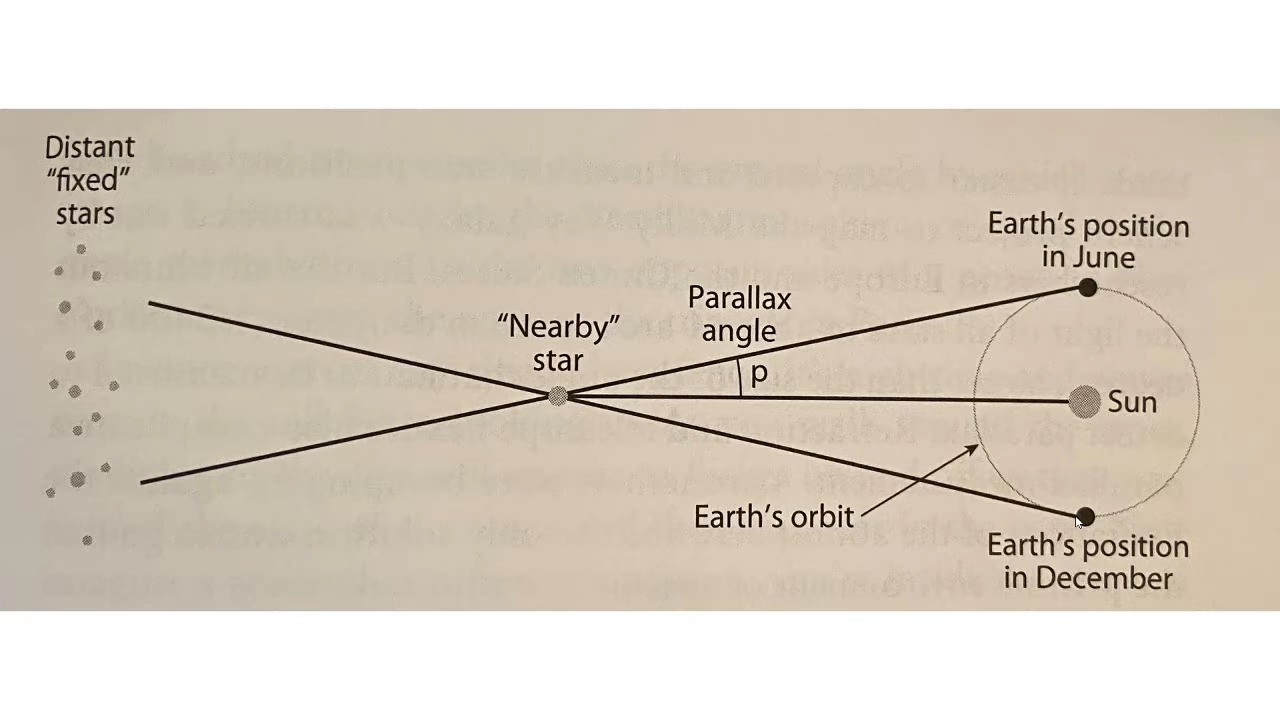 Distant
“fixed”
stars
“Nearby”
star
Parallax
angle
p
Earth’s position
in June
Sun
Earth’s orbit
Earth’s position
in December